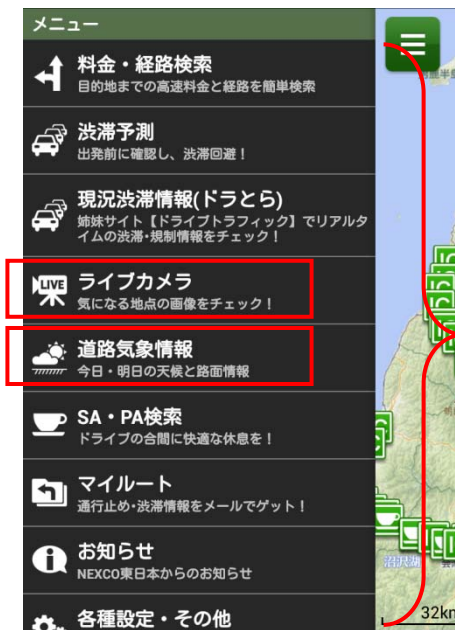 メニュー
料金・経路検索
目的地までの高速料金と経路を簡単検索
渋滞予測
出発前に確認し、渋滞回避！
現況渋滞情報(ドラとら)
姉妹サイト【ドライブトラフィック】でリアルタ
イムの渋滞･規制情報をチェック！
LIVE
ライブカメラ
気になる地点の画像をチェック！
道路気象情報
今日・明日の天候と路面情報
SA・PA検索
ドライブの合間に快適な休息を！
マイルート
通行止め･渋滞情報をメールでゲット！
お知らせ
NEXCO東日本からのお知らせ
各種設定・その他
沼沢湖
32km